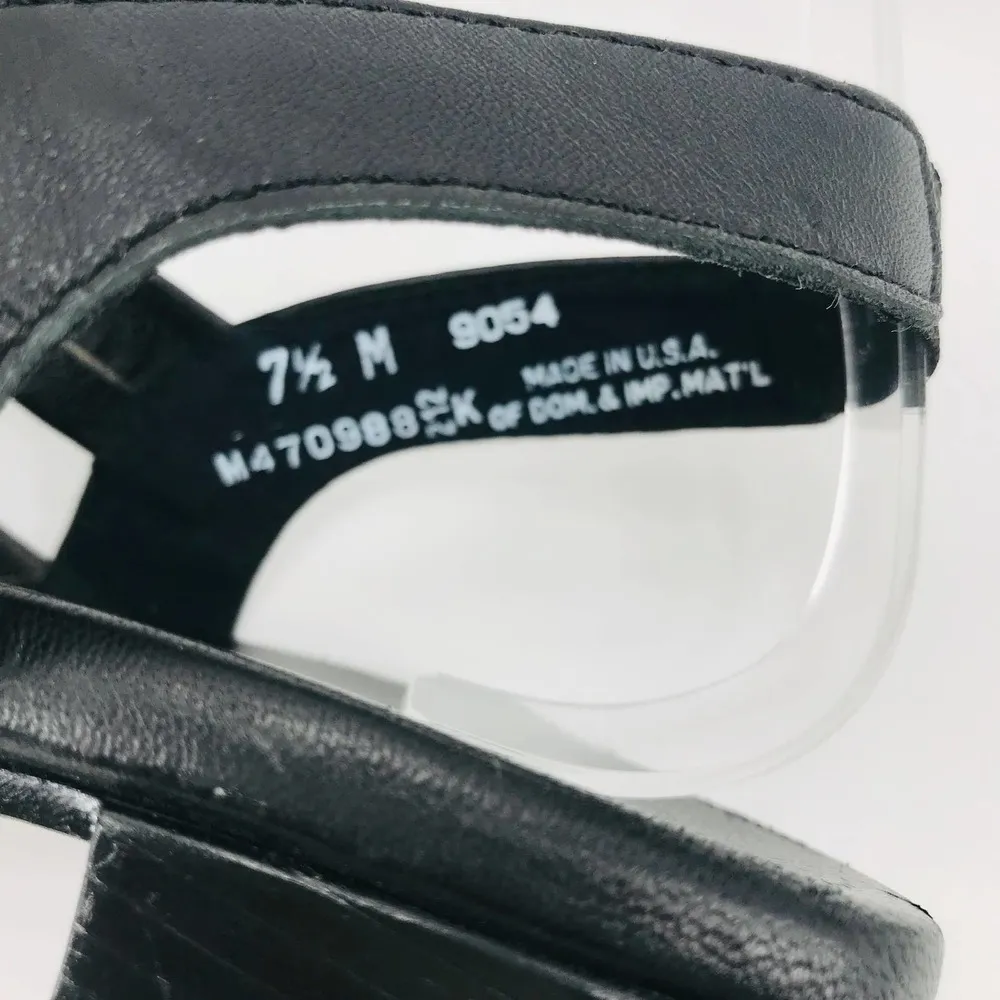 7½ M 9054
MADE IN U.S.A.
M470988 K OF DOM. & IMP. MAT'L